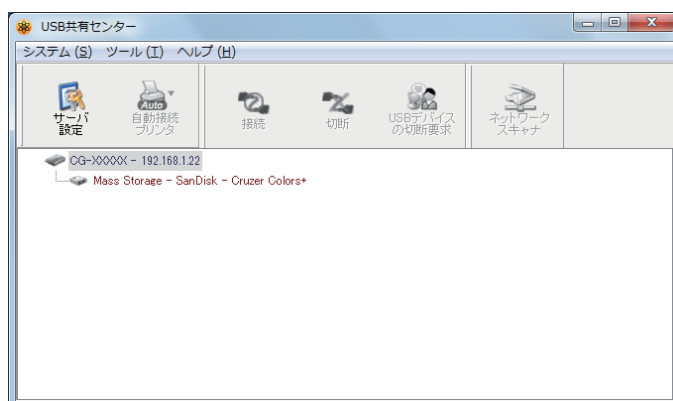 USB共有センター
システム (S) ツール (T) ヘルプ (H)
サーバ
設定
Auto
自動接続
プリンタ
接続
切断
USBデバイス
の切断要求
ネットワーク
スキャナ
CG-XXXXX - 192.168.1.22
Mass Storage - SanDisk - Cruzer Colors+